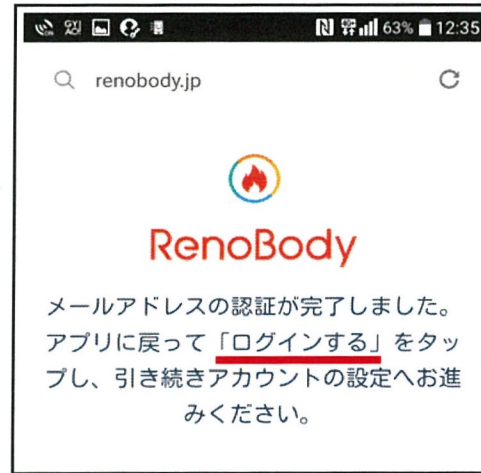 63% 12:35
renobody.jp
RenoBody
メールアドレスの認証が完了しました。
アプリに戻って「ログインする」をタッ
プし、引き続きアカウントの設定へお進
みください。